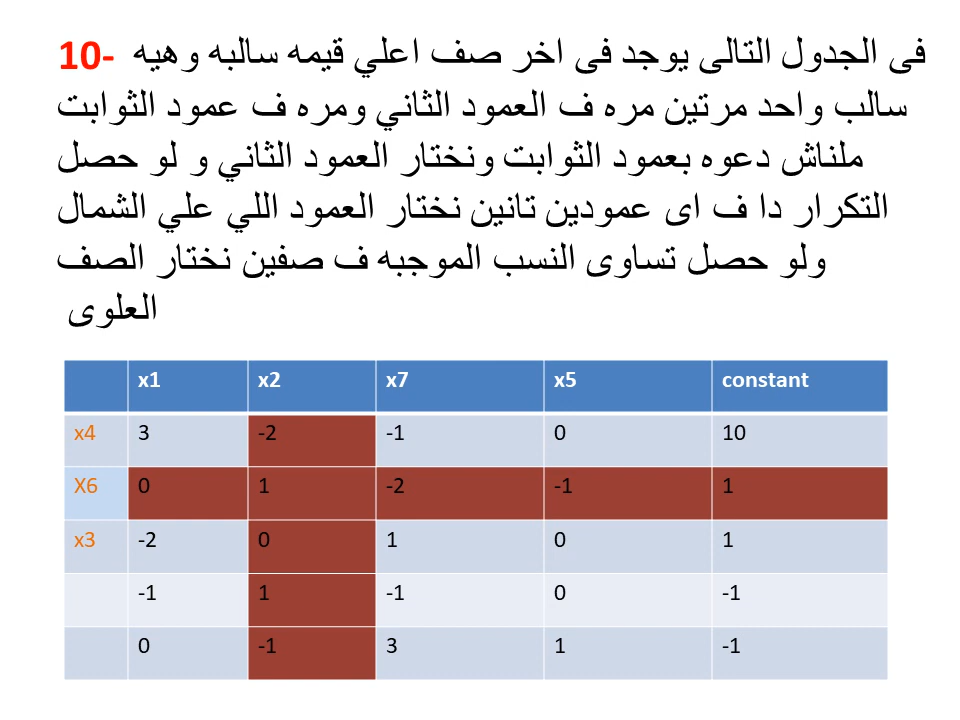 10- فى الجدول التالى يوجد فى اخر صف اعلي قيمه سالبه وهيه
سالب واحد مرتين مره ف العمود الثاني ومره ف عمود الثوابت
ملناش دعوه بعمود الثوابت ونختار العمود الثاني و لو حصل
التكرار دا ف اى عمودين تانين نختار العمود اللي علي الشمال
ولو حصل تساوى النسب الموجبه ف صفين نختار الصف
العلوى
x1 x2 x7 x5 constant
x4 3 -2 -1 0 10
X6 0 1 -2 -1 1
x3 -2 0 1 0 1
-1 1 -1 0 -1
0 -1 3 1 -1